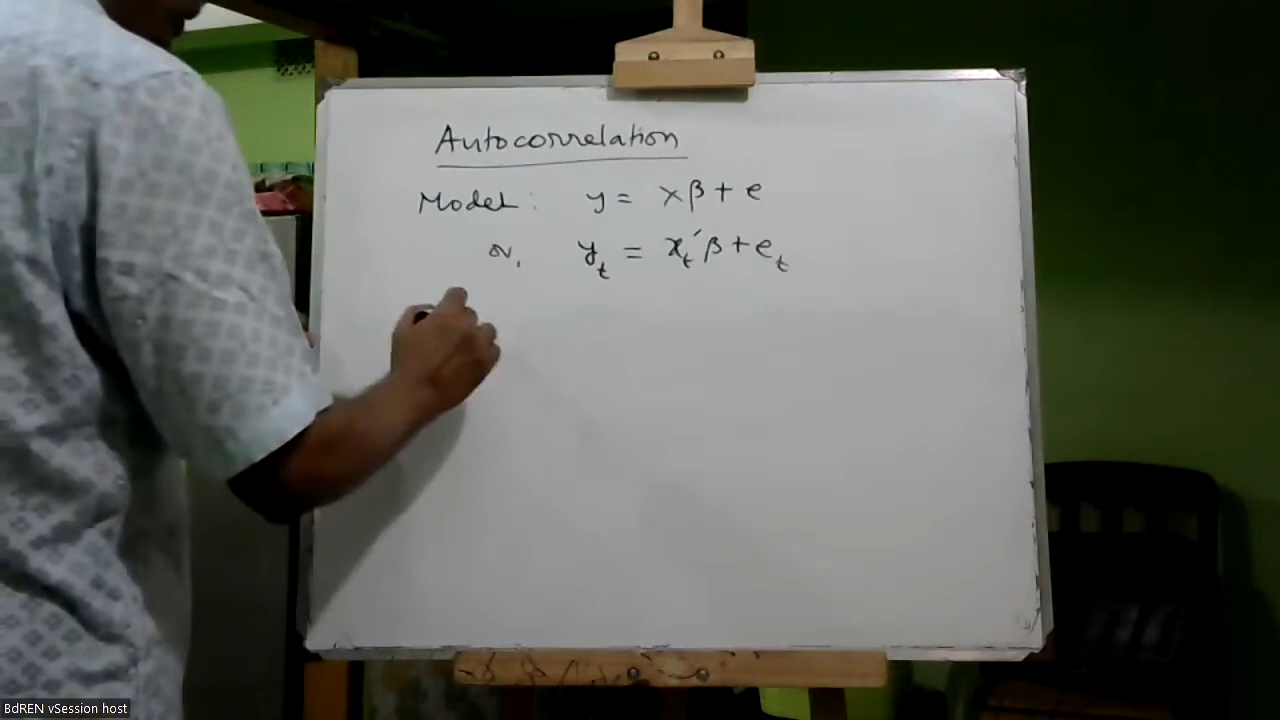 Autocorrelation
Model: y = xβ + e
or, y_t = x_t′β + e_t
BdREN vSession host